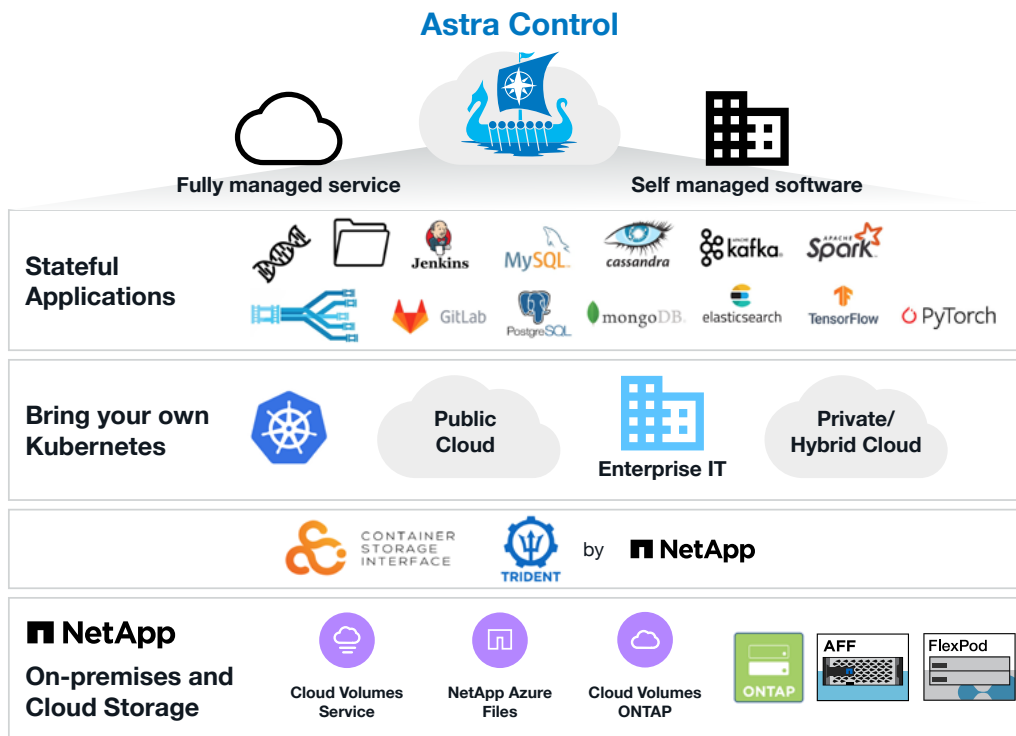 Astra Control
Fully managed service
Self managed software
Stateful
Applications
Jenkins
MySQL
cassandra
APACHE
kafka
APACHE
Spark
GitLab
PostgreSQL
mongoDB
elasticsearch
TensorFlow
PyTorch
Bring your own
Kubernetes
Public
Cloud
Enterprise IT
Private/
Hybrid Cloud
CONTAINER
STORAGE
INTERFACE
TRIDENT
by
NetApp
NetApp
On-premises and
Cloud Storage
Cloud Volumes
Service
NetApp Azure
Files
Cloud Volumes
ONTAP
ONTAP
AFF
FlexPod